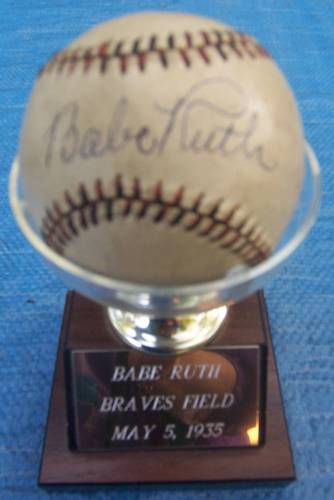 Babe Ruth
BABE RUTH
BRAVES FIELD
MAY 5, 1935